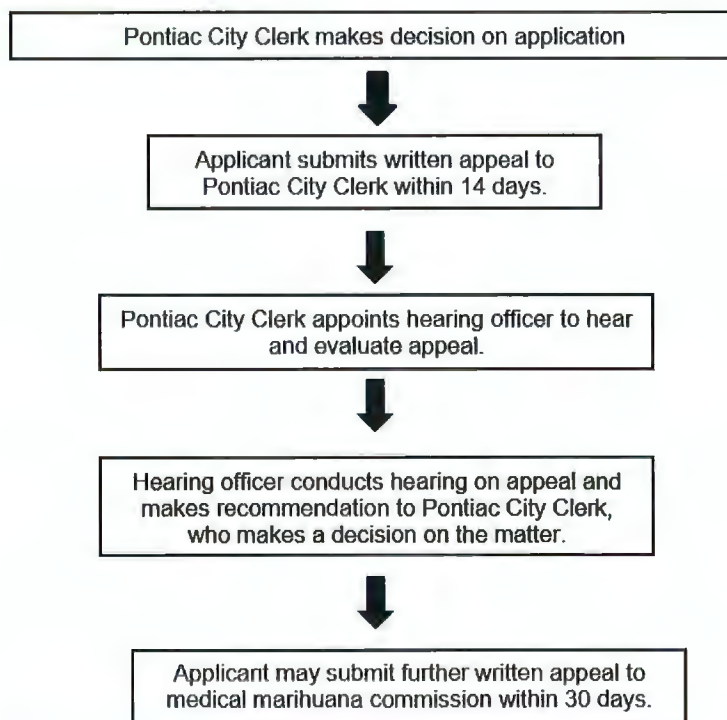 Pontiac City Clerk makes decision on application
Applicant submits written appeal to
Pontiac City Clerk within 14 days.
Pontiac City Clerk appoints hearing officer to hear
and evaluate appeal.
Hearing officer conducts hearing on appeal and
makes recommendation to Pontiac City Clerk,
who makes a decision on the matter.
Applicant may submit further written appeal to
medical marihuana commission within 30 days.